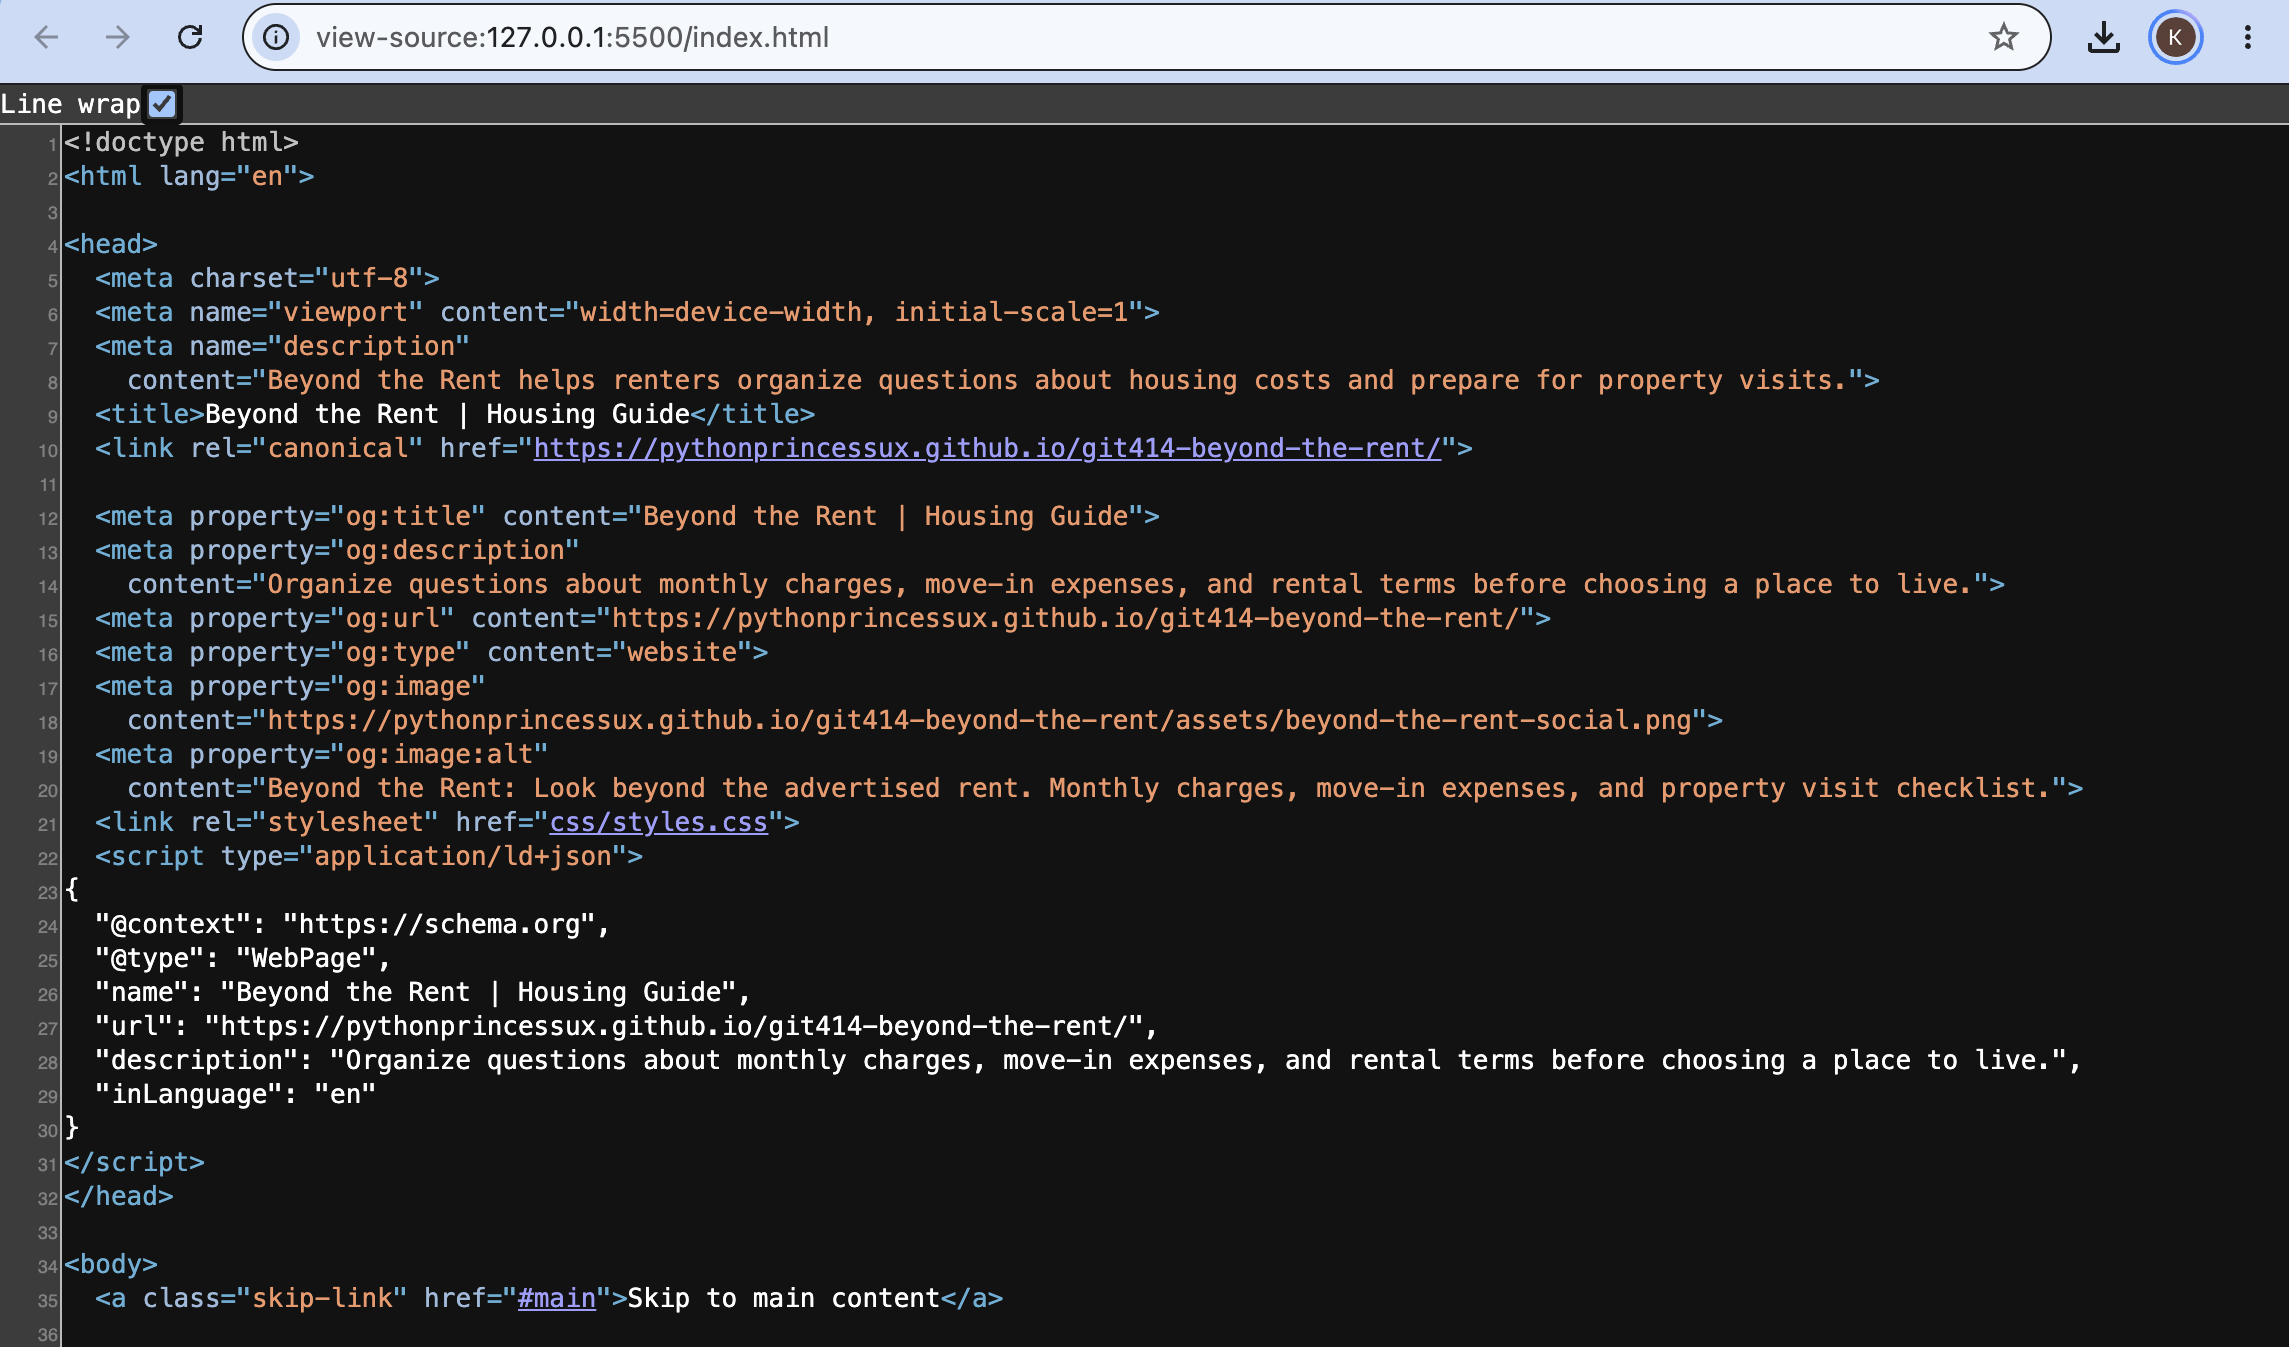 view-source:127.0.0.1:5500/index.html
K
Line wrap
1 <!doctype html>
2 <html lang="en">
3
4 <head>
5   <meta charset="utf-8">
6   <meta name="viewport" content="width=device-width, initial-scale=1">
7   <meta name="description"
8     content="Beyond the Rent helps renters organize questions about housing costs and prepare for property visits.">
9   <title>Beyond the Rent | Housing Guide</title>
10   <link rel="canonical" href="https://pythonprincessux.github.io/git414-beyond-the-rent/">
11
12   <meta property="og:title" content="Beyond the Rent | Housing Guide">
13   <meta property="og:description"
14     content="Organize questions about monthly charges, move-in expenses, and rental terms before choosing a place to live.">
15   <meta property="og:url" content="https://pythonprincessux.github.io/git414-beyond-the-rent/">
16   <meta property="og:type" content="website">
17   <meta property="og:image"
18     content="https://pythonprincessux.github.io/git414-beyond-the-rent/assets/beyond-the-rent-social.png">
19   <meta property="og:image:alt"
20     content="Beyond the Rent: Look beyond the advertised rent. Monthly charges, move-in expenses, and property visit checklist.">
21   <link rel="stylesheet" href="css/styles.css">
22   <script type="application/ld+json">
23 {
24   "@context": "https://schema.org",
25   "@type": "WebPage",
26   "name": "Beyond the Rent | Housing Guide",
27   "url": "https://pythonprincessux.github.io/git414-beyond-the-rent/",
28   "description": "Organize questions about monthly charges, move-in expenses, and rental terms before choosing a place to live.",
29   "inLanguage": "en"
30 }
31 </script>
32 </head>
33
34 <body>
35   <a class="skip-link" href="#main">Skip to main content</a>
36